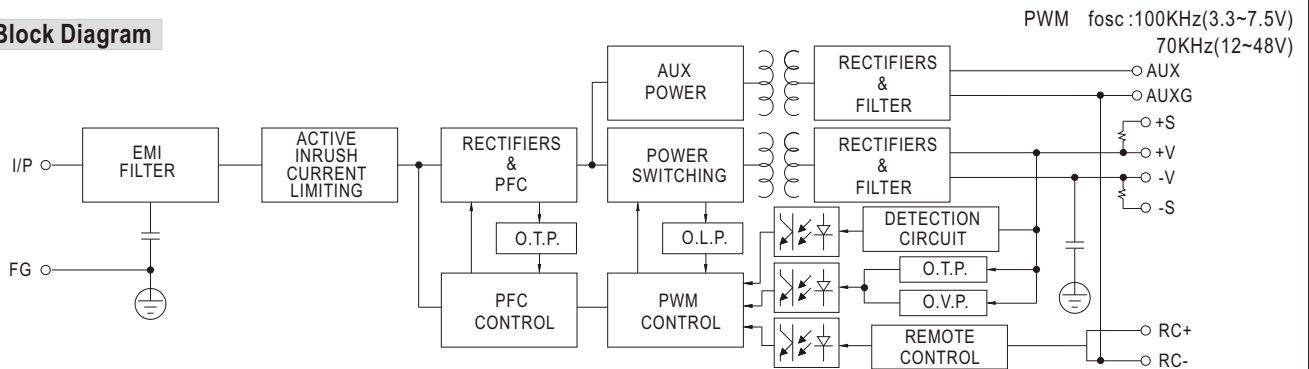 Block Diagram
PWM fosc :100KHz(3.3~7.5V)
70KHz(12~48V)
I/P
EMI
FILTER
FG
ACTIVE
INRUSH
CURRENT
LIMITING
RECTIFIERS
&
PFC
O.T.P.
PFC
CONTROL
AUX
POWER
POWER
SWITCHING
O.L.P.
PWM
CONTROL
RECTIFIERS
&
FILTER
RECTIFIERS
&
FILTER
DETECTION
CIRCUIT
O.T.P.
O.V.P.
REMOTE
CONTROL
AUX
AUXG
+S
+V
-V
-S
RC+
RC-